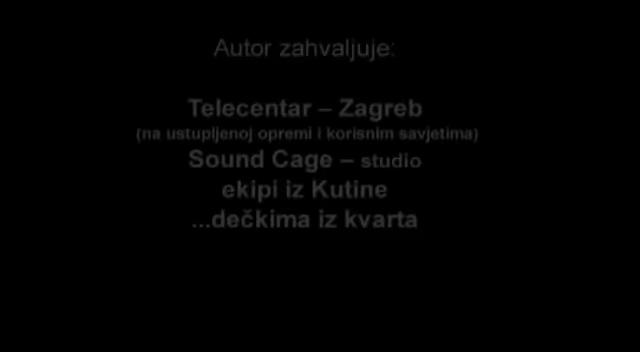 Autor zahvaljuje:
Telecentar – Zagreb
(na ustupljenoj opremi i korisnim savjetima)
Sound Cage – studio
ekipi iz Kutine
...dečkima iz kvarta